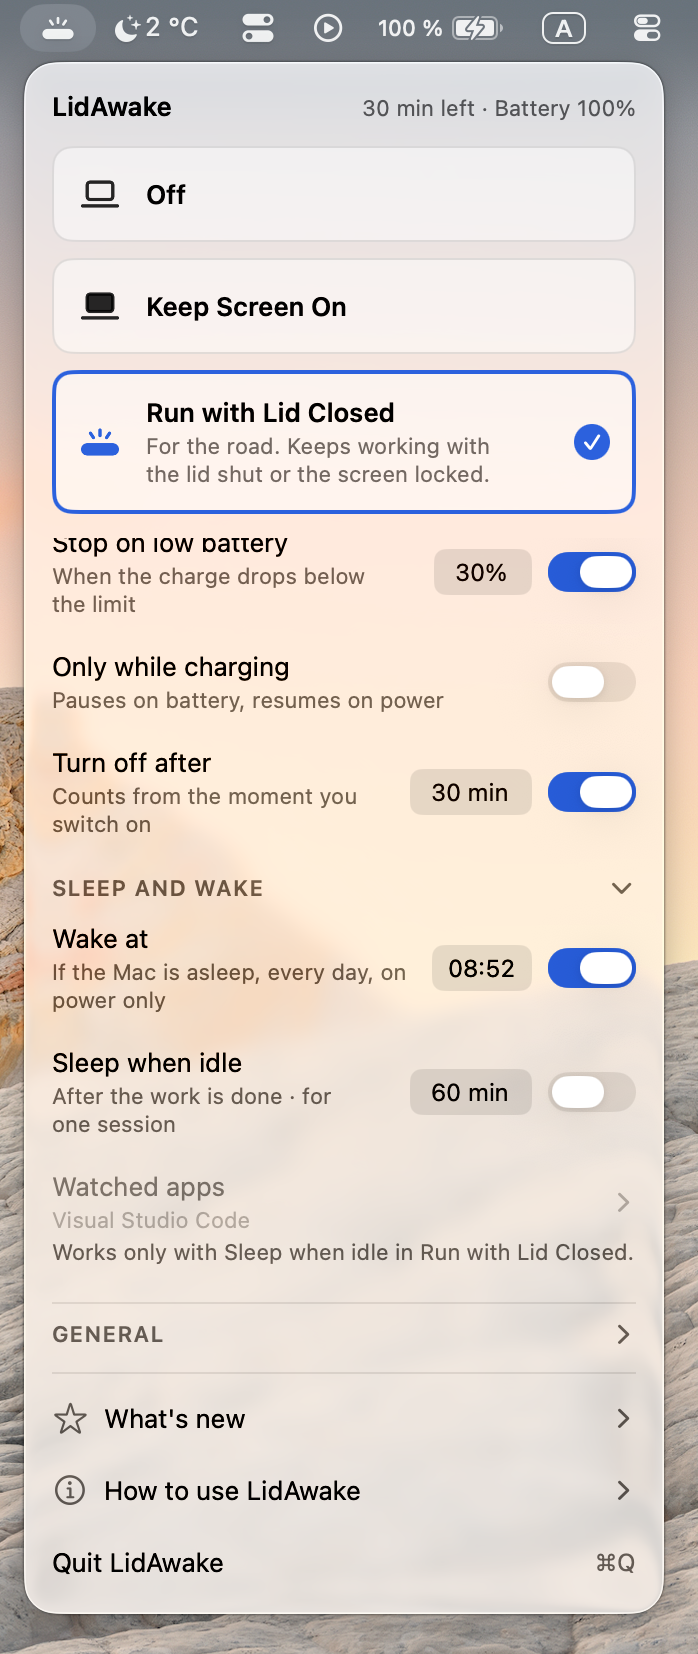 2 °C 100 % A
LidAwake 30 min left · Battery 100%
Off
Keep Screen On
Run with Lid Closed
For the road. Keeps working with
the lid shut or the screen locked.
Stop on low battery
When the charge drops below
the limit
30%
Only while charging
Pauses on battery, resumes on power
Turn off after
Counts from the moment you
switch on
30 min
SLEEP AND WAKE
Wake at
If the Mac is asleep, every day, on
power only
08:52
Sleep when idle
After the work is done · for
one session
60 min
Watched apps
Visual Studio Code
Works only with Sleep when idle in Run with Lid Closed.
GENERAL
What's new
How to use LidAwake
Quit LidAwake ⌘Q